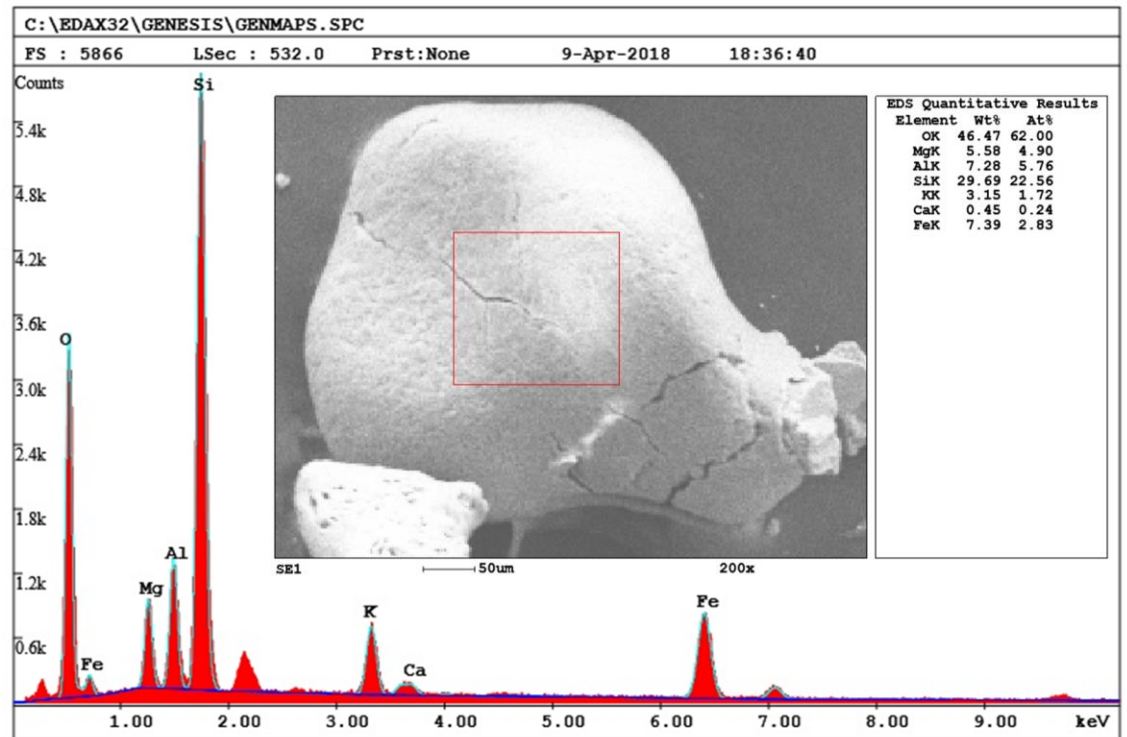 C:\EDAX32\GENESIS\GENMAPS.SPC
FS : 5866 LSec : 532.0 Prst:None 9-Apr-2018 18:36:40
Counts
5.4k
4.8k
4.2k
3.6k
3.0k
2.4k
1.8k
1.2k
0.6k
O
Fe
Mg
Al
Si
K
Ca
Fe
1.00 2.00 3.00 4.00 5.00 6.00 7.00 8.00 9.00 keV
SE1 50um 200x
EDS Quantitative Results
Element Wt% At%
OK 46.47 62.00
MgK 5.58 4.90
AlK 7.28 5.76
SiK 29.69 22.56
KK 3.15 1.72
CaK 0.45 0.24
FeK 7.39 2.83